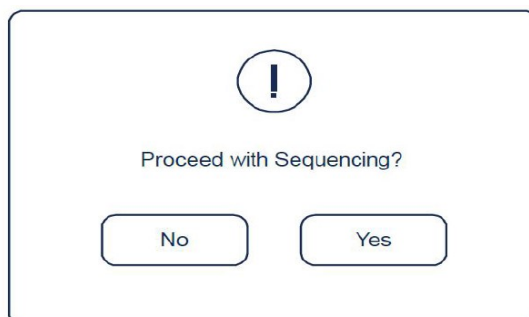 !
Proceed with Sequencing?
No
Yes